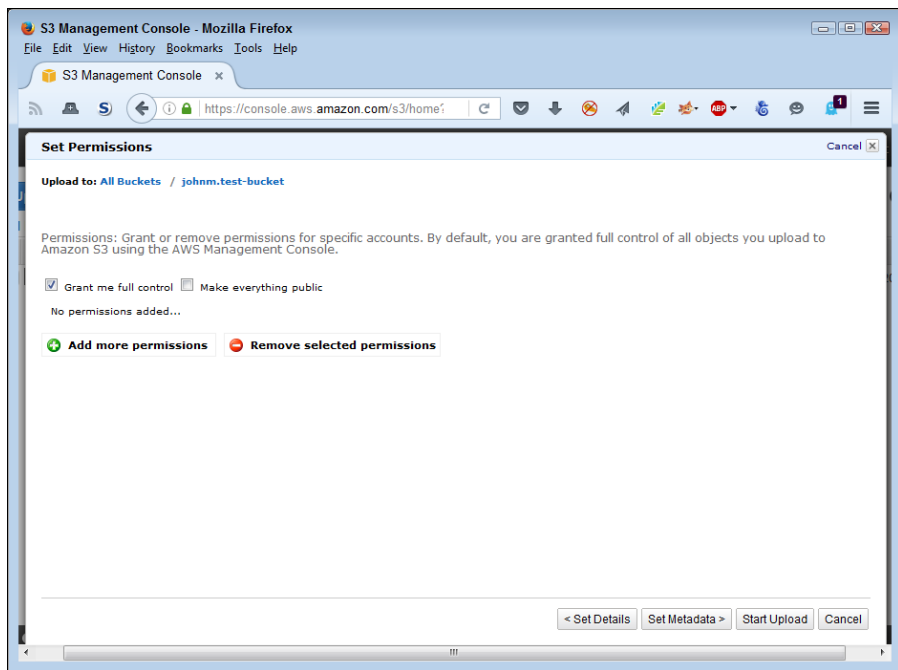 S3 Management Console - Mozilla Firefox
File Edit View History Bookmarks Tools Help
S3 Management Console ×
S) https://console.aws.amazon.com/s3/home? ABP 1
Set Permissions Cancel
Upload to: All Buckets / johnm.test-bucket
Permissions: Grant or remove permissions for specific accounts. By default, you are granted full control of all objects you upload to
Amazon S3 using the AWS Management Console.
Grant me full control Make everything public
No permissions added...
Add more permissions Remove selected permissions
< Set Details Set Metadata > Start Upload Cancel